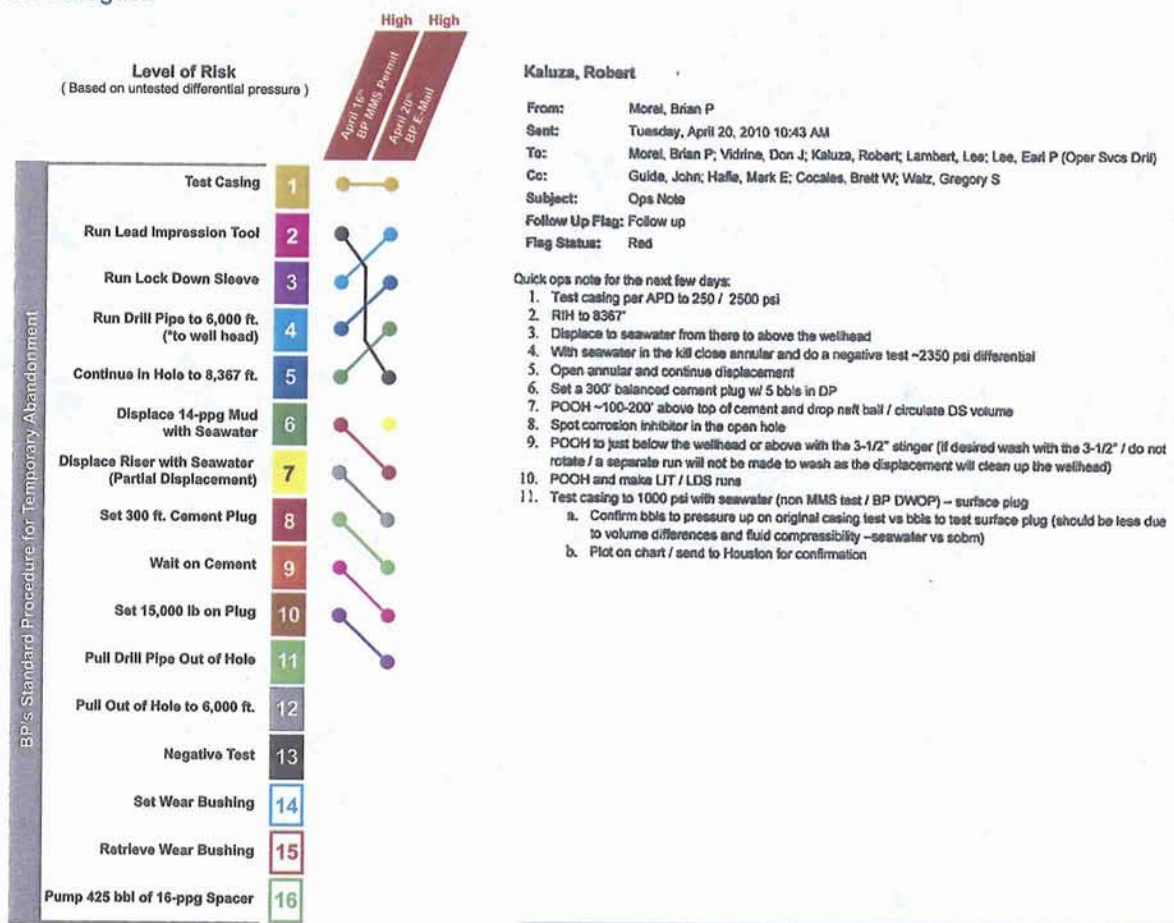 High High
Level of Risk
( Based on untested differential pressure )
April 16th
BP MMS Permit
April 20th
BP E-Mail
BP's Standard Procedure for Temporary Abandonment
Test Casing 1
Run Lead Impression Tool 2
Run Lock Down Sleeve 3
Run Drill Pipe to 6,000 ft.
(*to well head) 4
Continue in Hole to 8,367 ft. 5
Displace 14-ppg Mud
with Seawater 6
Displace Riser with Seawater
(Partial Displacement) 7
Set 300 ft. Cement Plug 8
Wait on Cement 9
Set 15,000 lb on Plug 10
Pull Drill Pipe Out of Hole 11
Pull Out of Hole to 6,000 ft. 12
Negative Test 13
Set Wear Bushing 14
Retrieve Wear Bushing 15
Pump 425 bbl of 16-ppg Spacer 16
Kaluza, Robert
From: Morel, Brian P
Sent: Tuesday, April 20, 2010 10:43 AM
To: Morel, Brian P; Vidrine, Don J; Kaluza, Robert; Lambert, Lee; Lee, Earl P (Oper Svcs Dril)
Cc: Guide, John; Hafle, Mark E; Cocales, Brett W; Walz, Gregory S
Subject: Ops Note
Follow Up Flag: Follow up
Flag Status: Red
Quick ops note for the next few days:
1. Test casing per APD to 250 / 2500 psi
2. RIH to 8367'
3. Displace to seawater from there to above the wellhead
4. With seawater in the kill close annular and do a negative test ~2350 psi differential
5. Open annular and continue displacement
6. Set a 300' balanced cement plug w/ 5 bbls in DP
7. POOH ~100-200' above top of cement and drop neft ball / circulate DS volume
8. Spot corrosion inhibitor in the open hole
9. POOH to just below the wellhead or above with the 3-1/2" stinger (if desired wash with the 3-1/2" / do not
rotate / a separate run will not be made to wash as the displacement will clean up the wellhead)
10. POOH and make LIT / LDS runs
11. Test casing to 1000 psi with seawater (non MMS test / BP DWOP) – surface plug
a. Confirm bbls to pressure up on original casing test vs bbls to test surface plug (should be less due
to volume differences and fluid compressibility –seawater vs sobm)
b. Plot on chart / send to Houston for confirmation